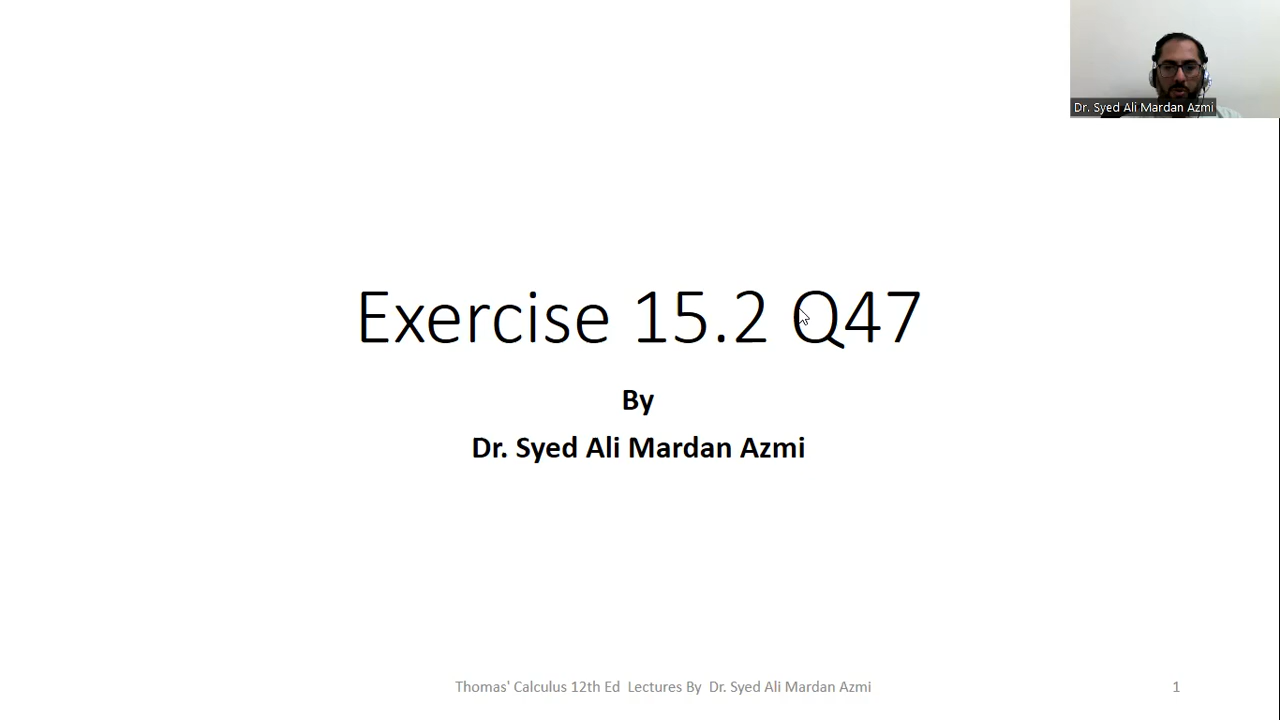 Dr. Syed Ali Mardan Azmi
Exercise 15.2 Q47
By
Dr. Syed Ali Mardan Azmi
Thomas' Calculus 12th Ed Lectures By Dr. Syed Ali Mardan Azmi
1